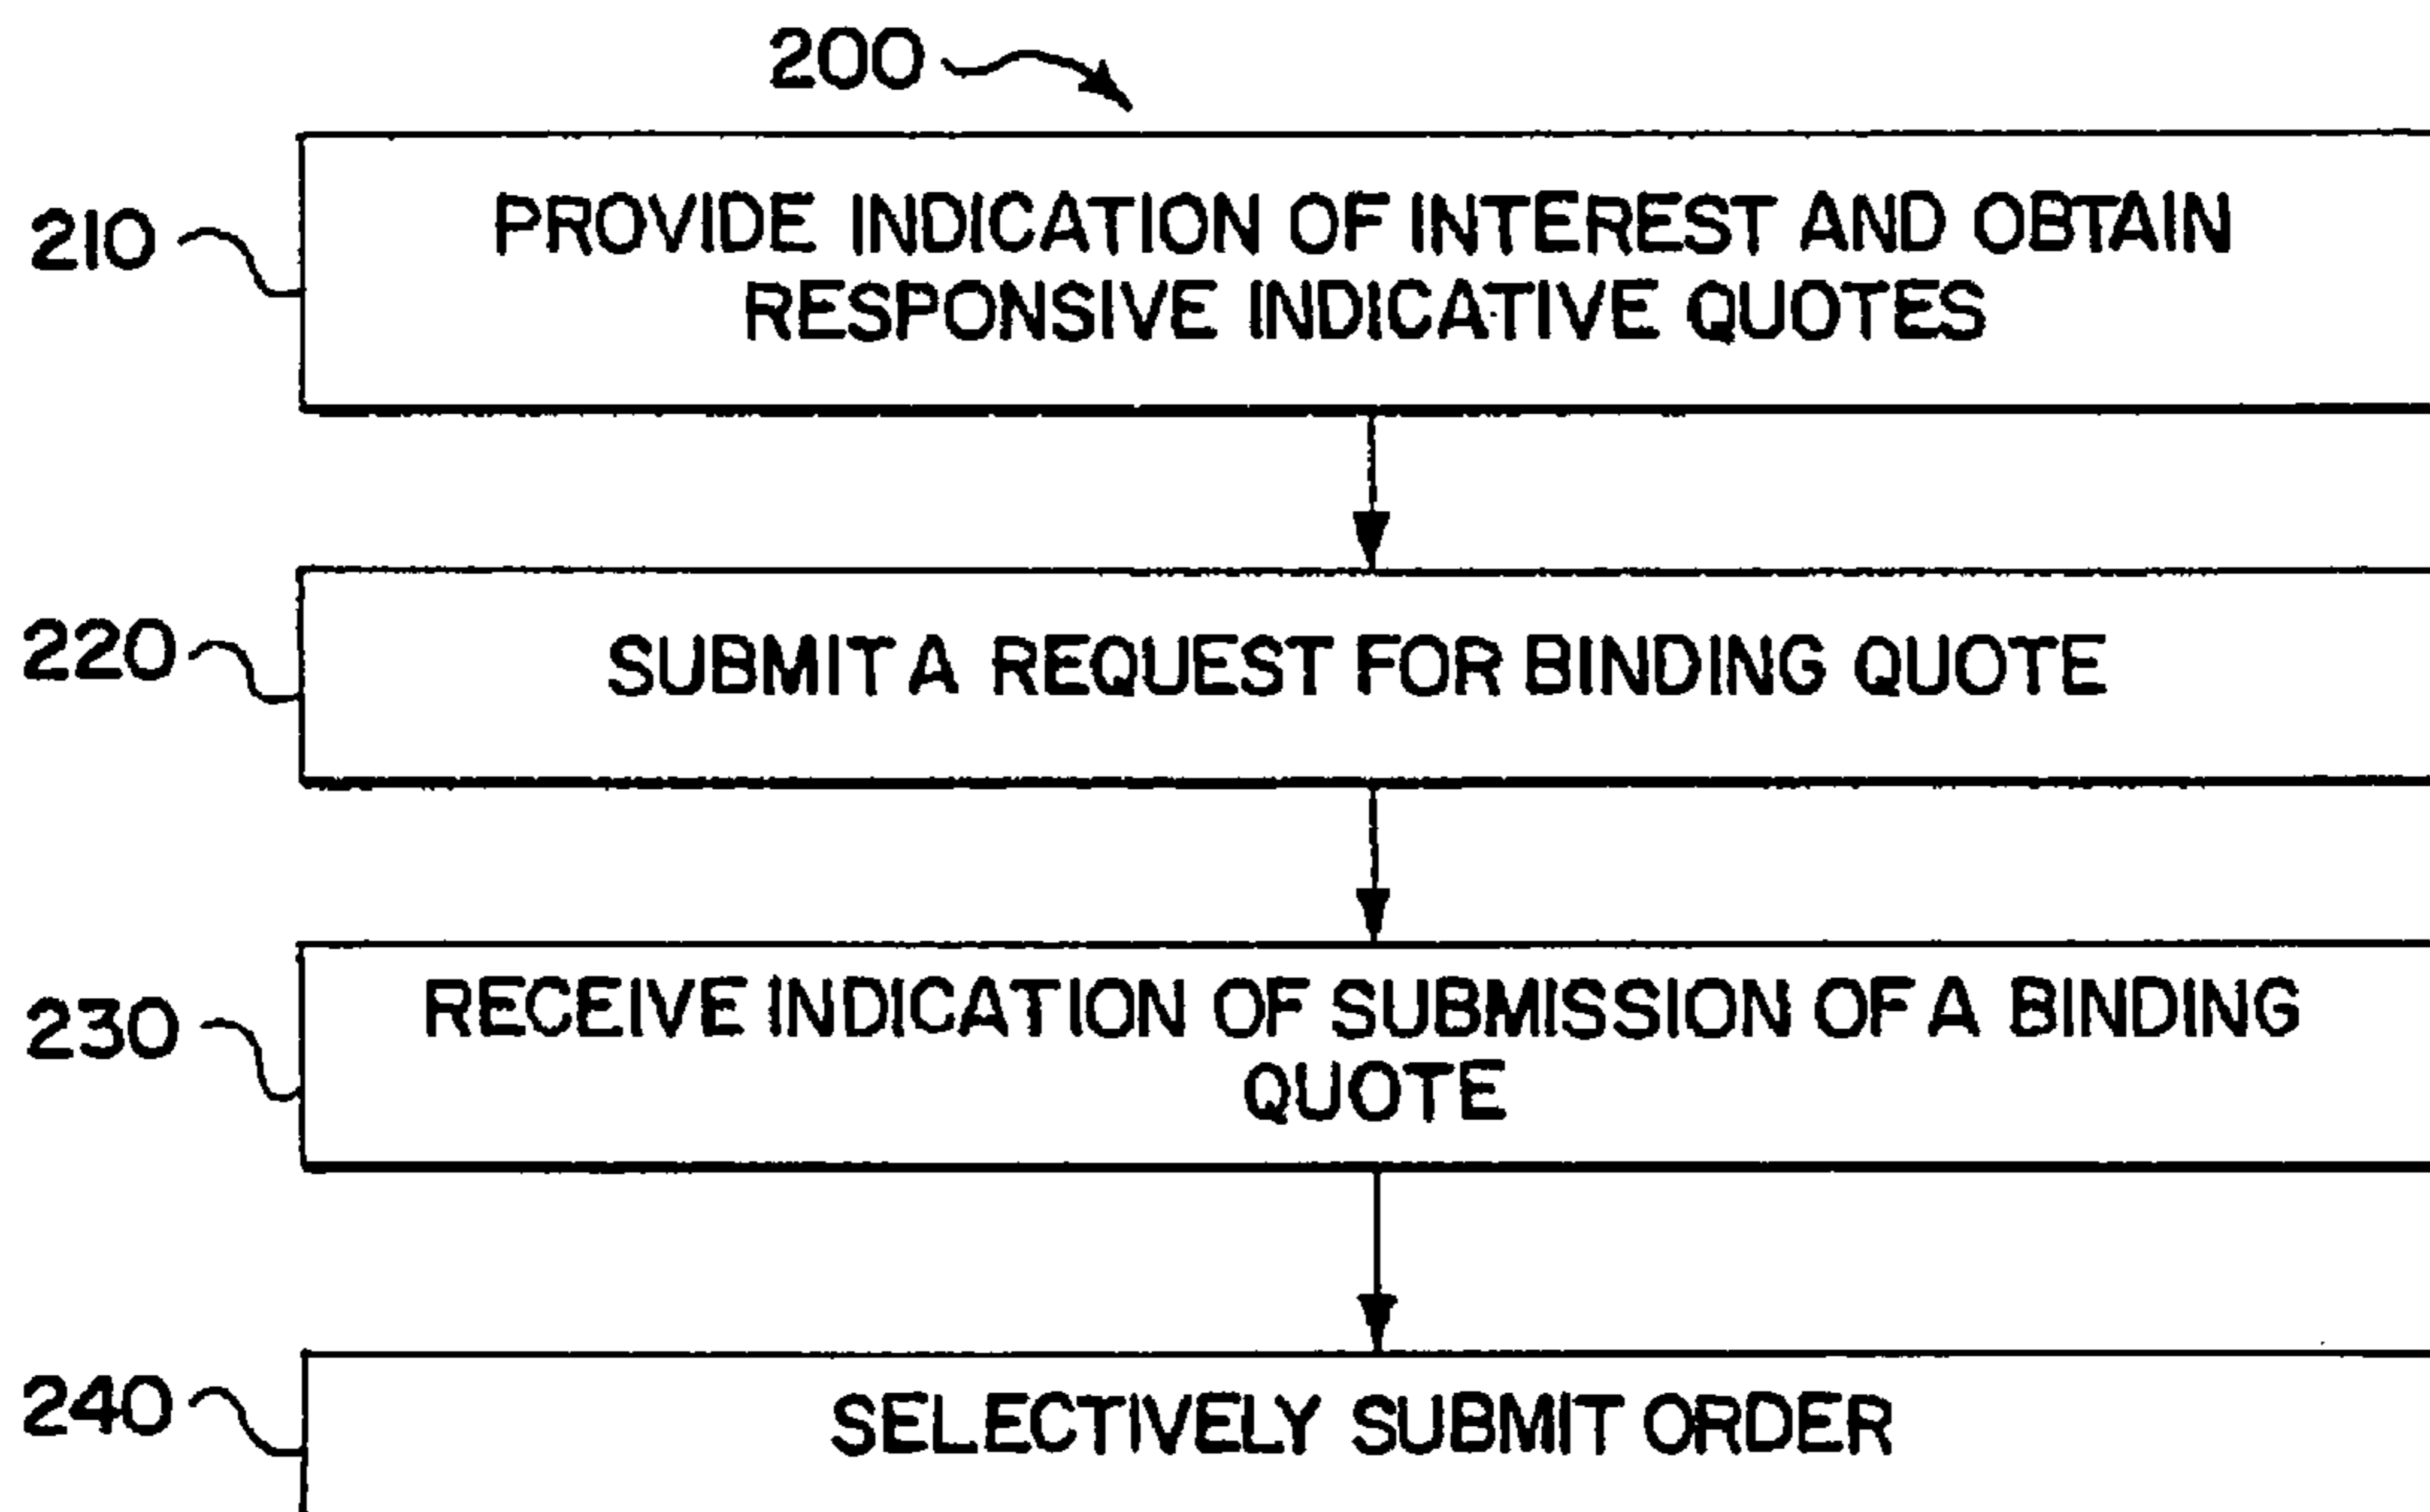 200
210
PROVIDE INDICATION OF INTEREST AND OBTAIN
RESPONSIVE INDICATIVE QUOTES
220
SUBMIT A REQUEST FOR BINDING QUOTE
230
RECEIVE INDICATION OF SUBMISSION OF A BINDING
QUOTE
240
SELECTIVELY SUBMIT ORDER